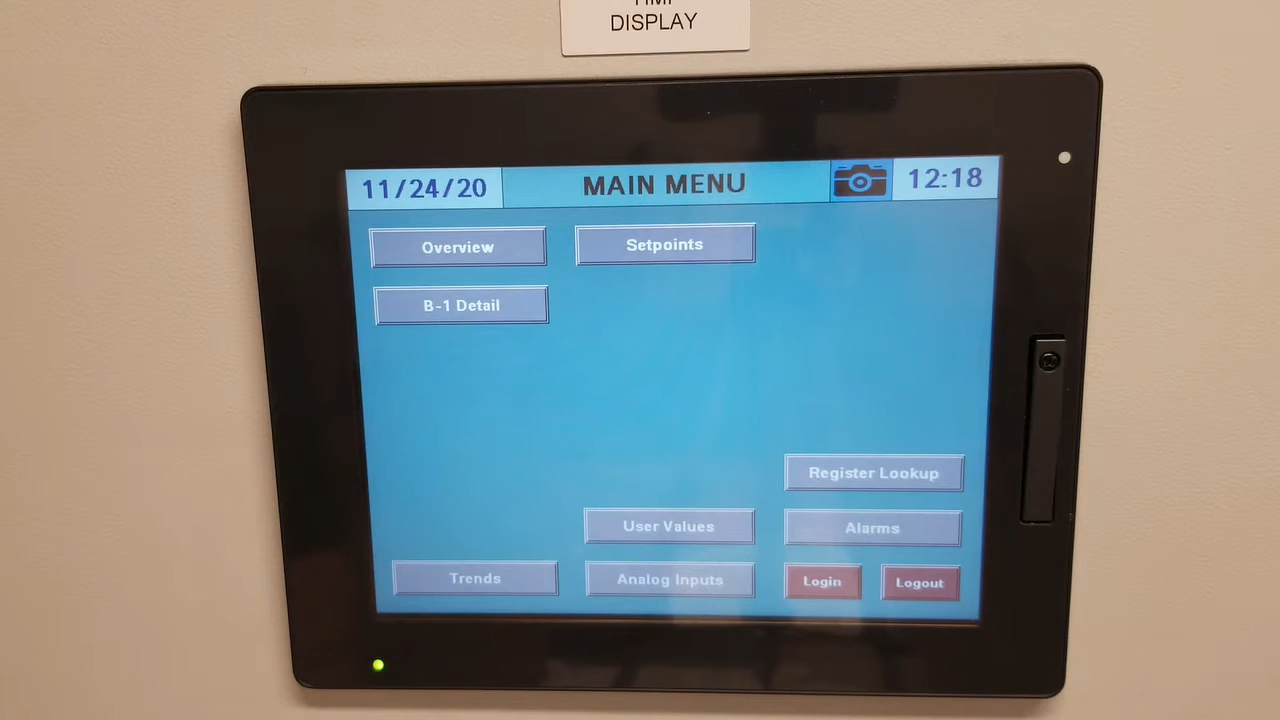 HMI
DISPLAY
11/24/20
MAIN MENU
12:18
Overview
Setpoints
B-1 Detail
Register Lookup
User Values
Alarms
Trends
Analog Inputs
Login
Logout